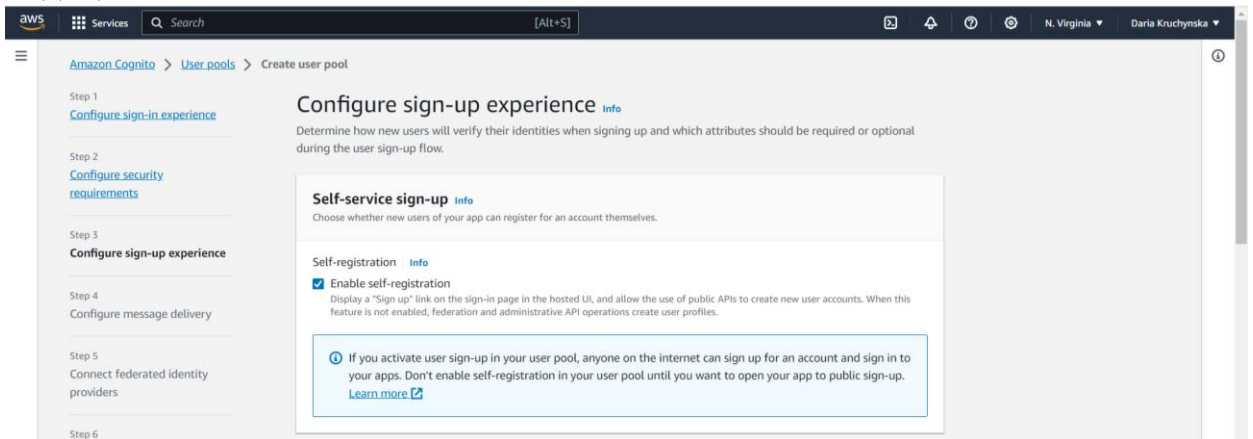 aws
Services
Search
[Alt+S]
N. Virginia ▼
Daria Kruchynska ▼
Amazon Cognito > User pools > Create user pool
Step 1
Configure sign-in experience
Step 2
Configure security
requirements
Step 3
Configure sign-up experience
Step 4
Configure message delivery
Step 5
Connect federated identity
providers
Step 6
Configure sign-up experience Info
Determine how new users will verify their identities when signing up and which attributes should be required or optional
during the user sign-up flow.
Self-service sign-up Info
Choose whether new users of your app can register for an account themselves.
Self-registration Info
Enable self-registration
Display a "Sign up" link on the sign-in page in the hosted UI, and allow the use of public APIs to create new user accounts. When this
feature is not enabled, federation and administrative API operations create user profiles.
If you activate user sign-up in your user pool, anyone on the internet can sign up for an account and sign in to
your apps. Don't enable self-registration in your user pool until you want to open your app to public sign-up.
Learn more